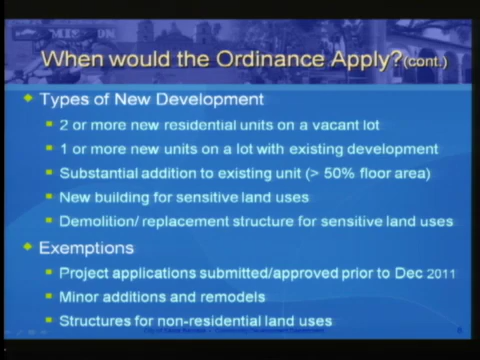 When would the Ordinance Apply?(cont.)
Types of New Development
2 or more new residential units on a vacant lot
1 or more new units on a lot with existing development
Substantial addition to existing unit (> 50% floor area)
New building for sensitive land uses
Demolition/ replacement structure for sensitive land uses
Exemptions
Project applications submitted/approved prior to Dec 2011
Minor additions and remodels
Structures for non-residential land uses